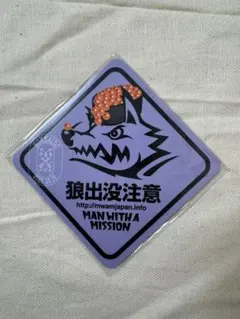 狼出没注意
http://mwamjapan.info
MAN WITH A
MISSION